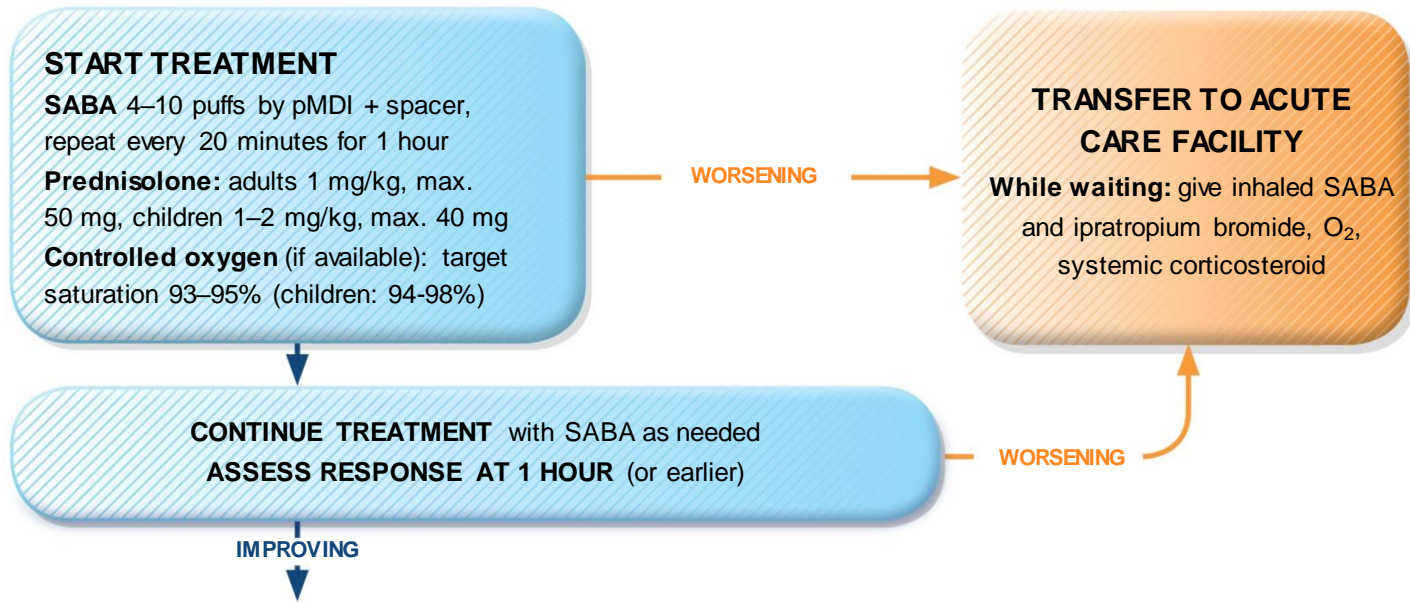 START TREATMENT
SABA 4–10 puffs by pMDI + spacer,
repeat every 20 minutes for 1 hour
Prednisolone: adults 1 mg/kg, max.
50 mg, children 1–2 mg/kg, max. 40 mg
Controlled oxygen (if available): target
saturation 93–95% (children: 94-98%)
WORSENING
TRANSFER TO ACUTE
CARE FACILITY
While waiting: give inhaled SABA
and ipratropium bromide, O₂,
systemic corticosteroid
CONTINUE TREATMENT with SABA as needed
ASSESS RESPONSE AT 1 HOUR (or earlier)
WORSENING
IMPROVING